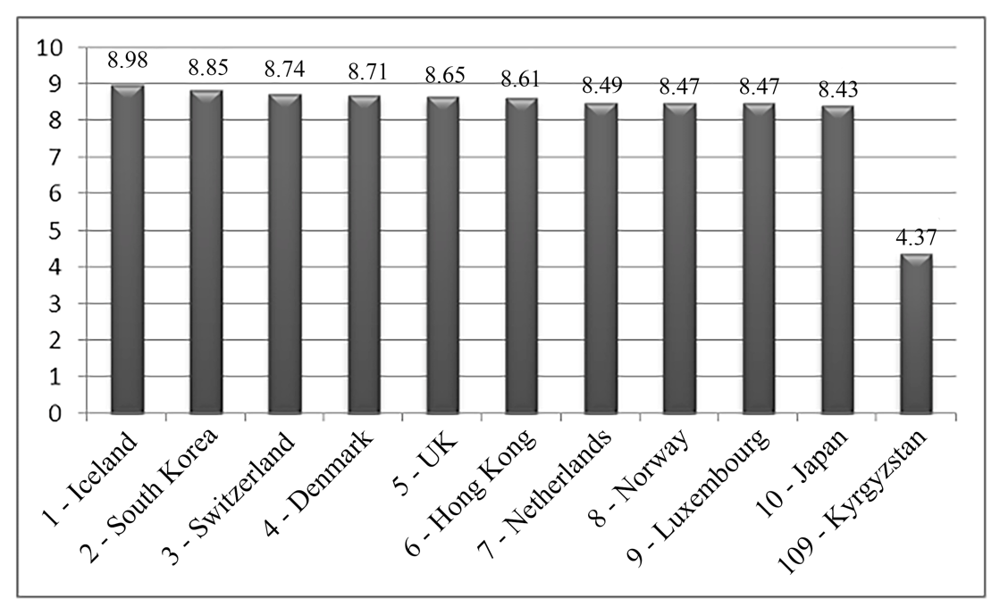 10
9
8
7
6
5
4
3
2
1
0
8.98
8.85
8.74
8.71
8.65
8.61
8.49
8.47
8.47
8.43
4.37
1 - Iceland
2 - South Korea
3 - Switzerland
4 - Denmark
5 - UK
6 - Hong Kong
7 - Netherlands
8 - Norway
9 - Luxembourg
10 - Japan
109 - Kyrgyzstan